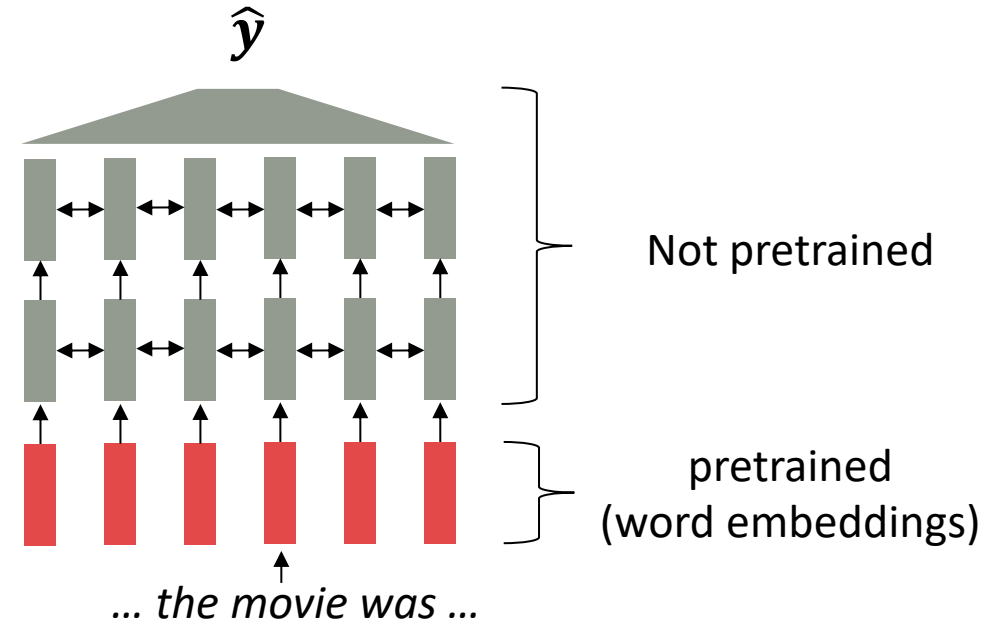 ŷ
Not pretrained
pretrained
(word embeddings)
… the movie was …